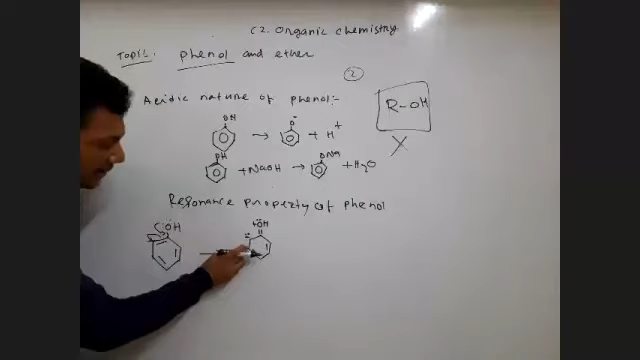 C2. Organic chemistry
Topic: phenol and ether
2
Acidic nature of phenol:-
R-OH
X
OH → O⁻ + H⁺
OH + NaOH → ONa + H2O
Resonance property of phenol
:OH → +OH